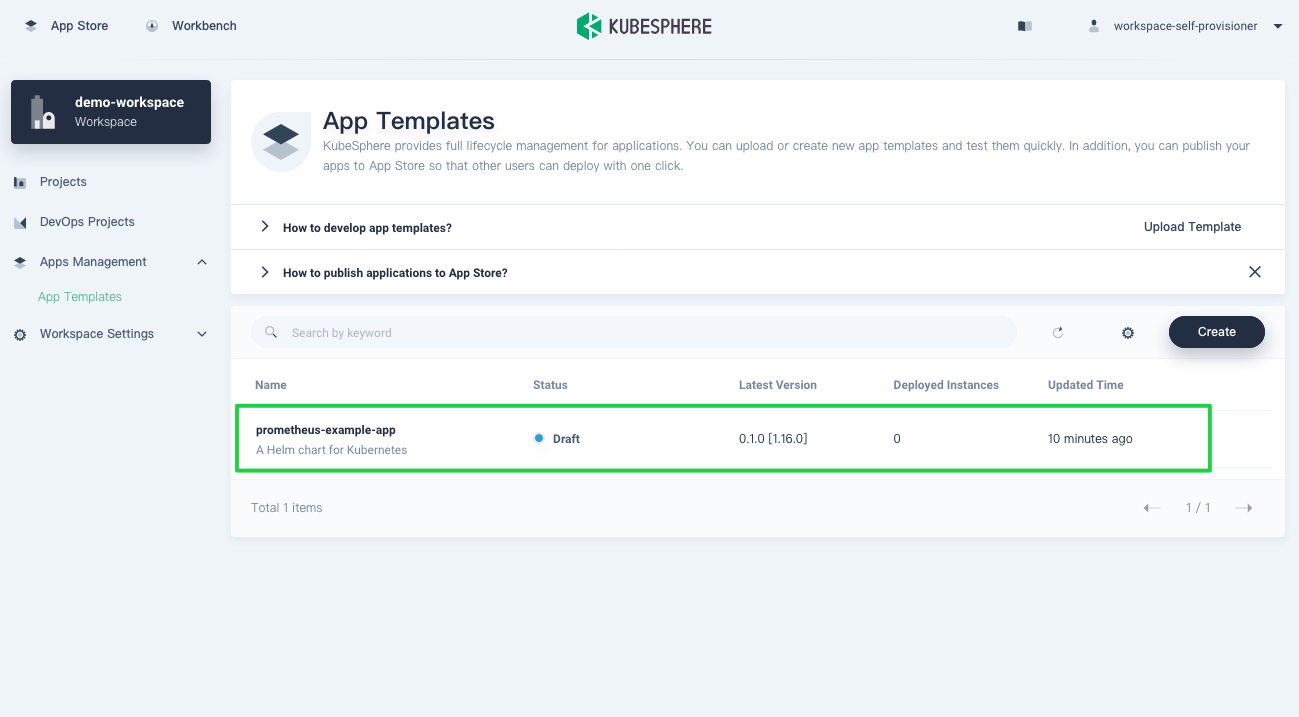 App Store
Workbench
KUBESPHERE
workspace-self-provisioner
demo-workspace
Workspace
Projects
DevOps Projects
Apps Management
App Templates
Workspace Settings
App Templates
KubeSphere provides full lifecycle management for applications. You can upload or create new app templates and test them quickly. In addition, you can publish your
apps to App Store so that other users can deploy with one click.
How to develop app templates?
Upload Template
How to publish applications to App Store?
Search by keyword
Create
Name Status Latest Version Deployed Instances Updated Time
prometheus-example-app
A Helm chart for Kubernetes
Draft
0.1.0 [1.16.0]
0
10 minutes ago
Total 1 items
1 / 1